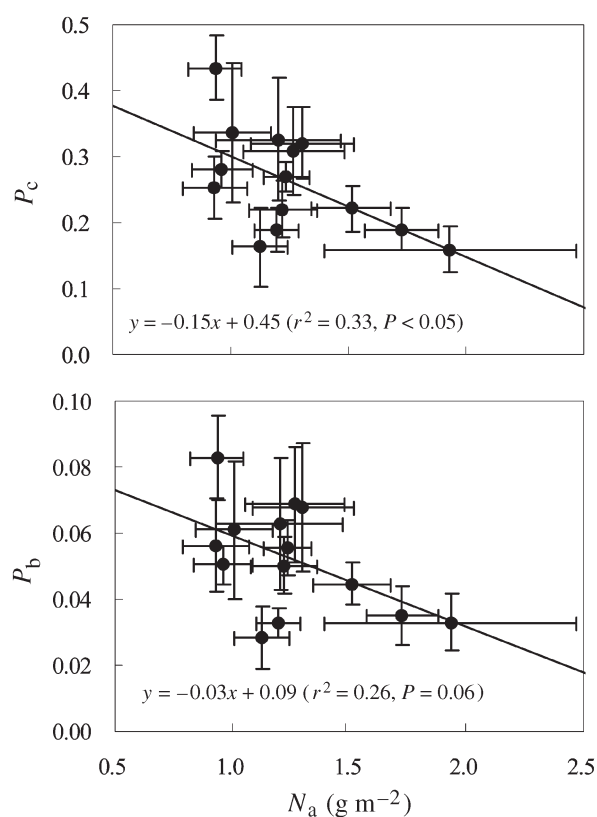 0.5
0.4
0.3
0.2
0.1
0.0
Pc
y = −0.15x + 0.45 (r² = 0.33, P < 0.05)
0.10
0.08
0.06
0.04
0.02
0.00
Pb
y = −0.03x + 0.09 (r² = 0.26, P = 0.06)
0.5 1.0 1.5 2.0 2.5
Na (g m−2)